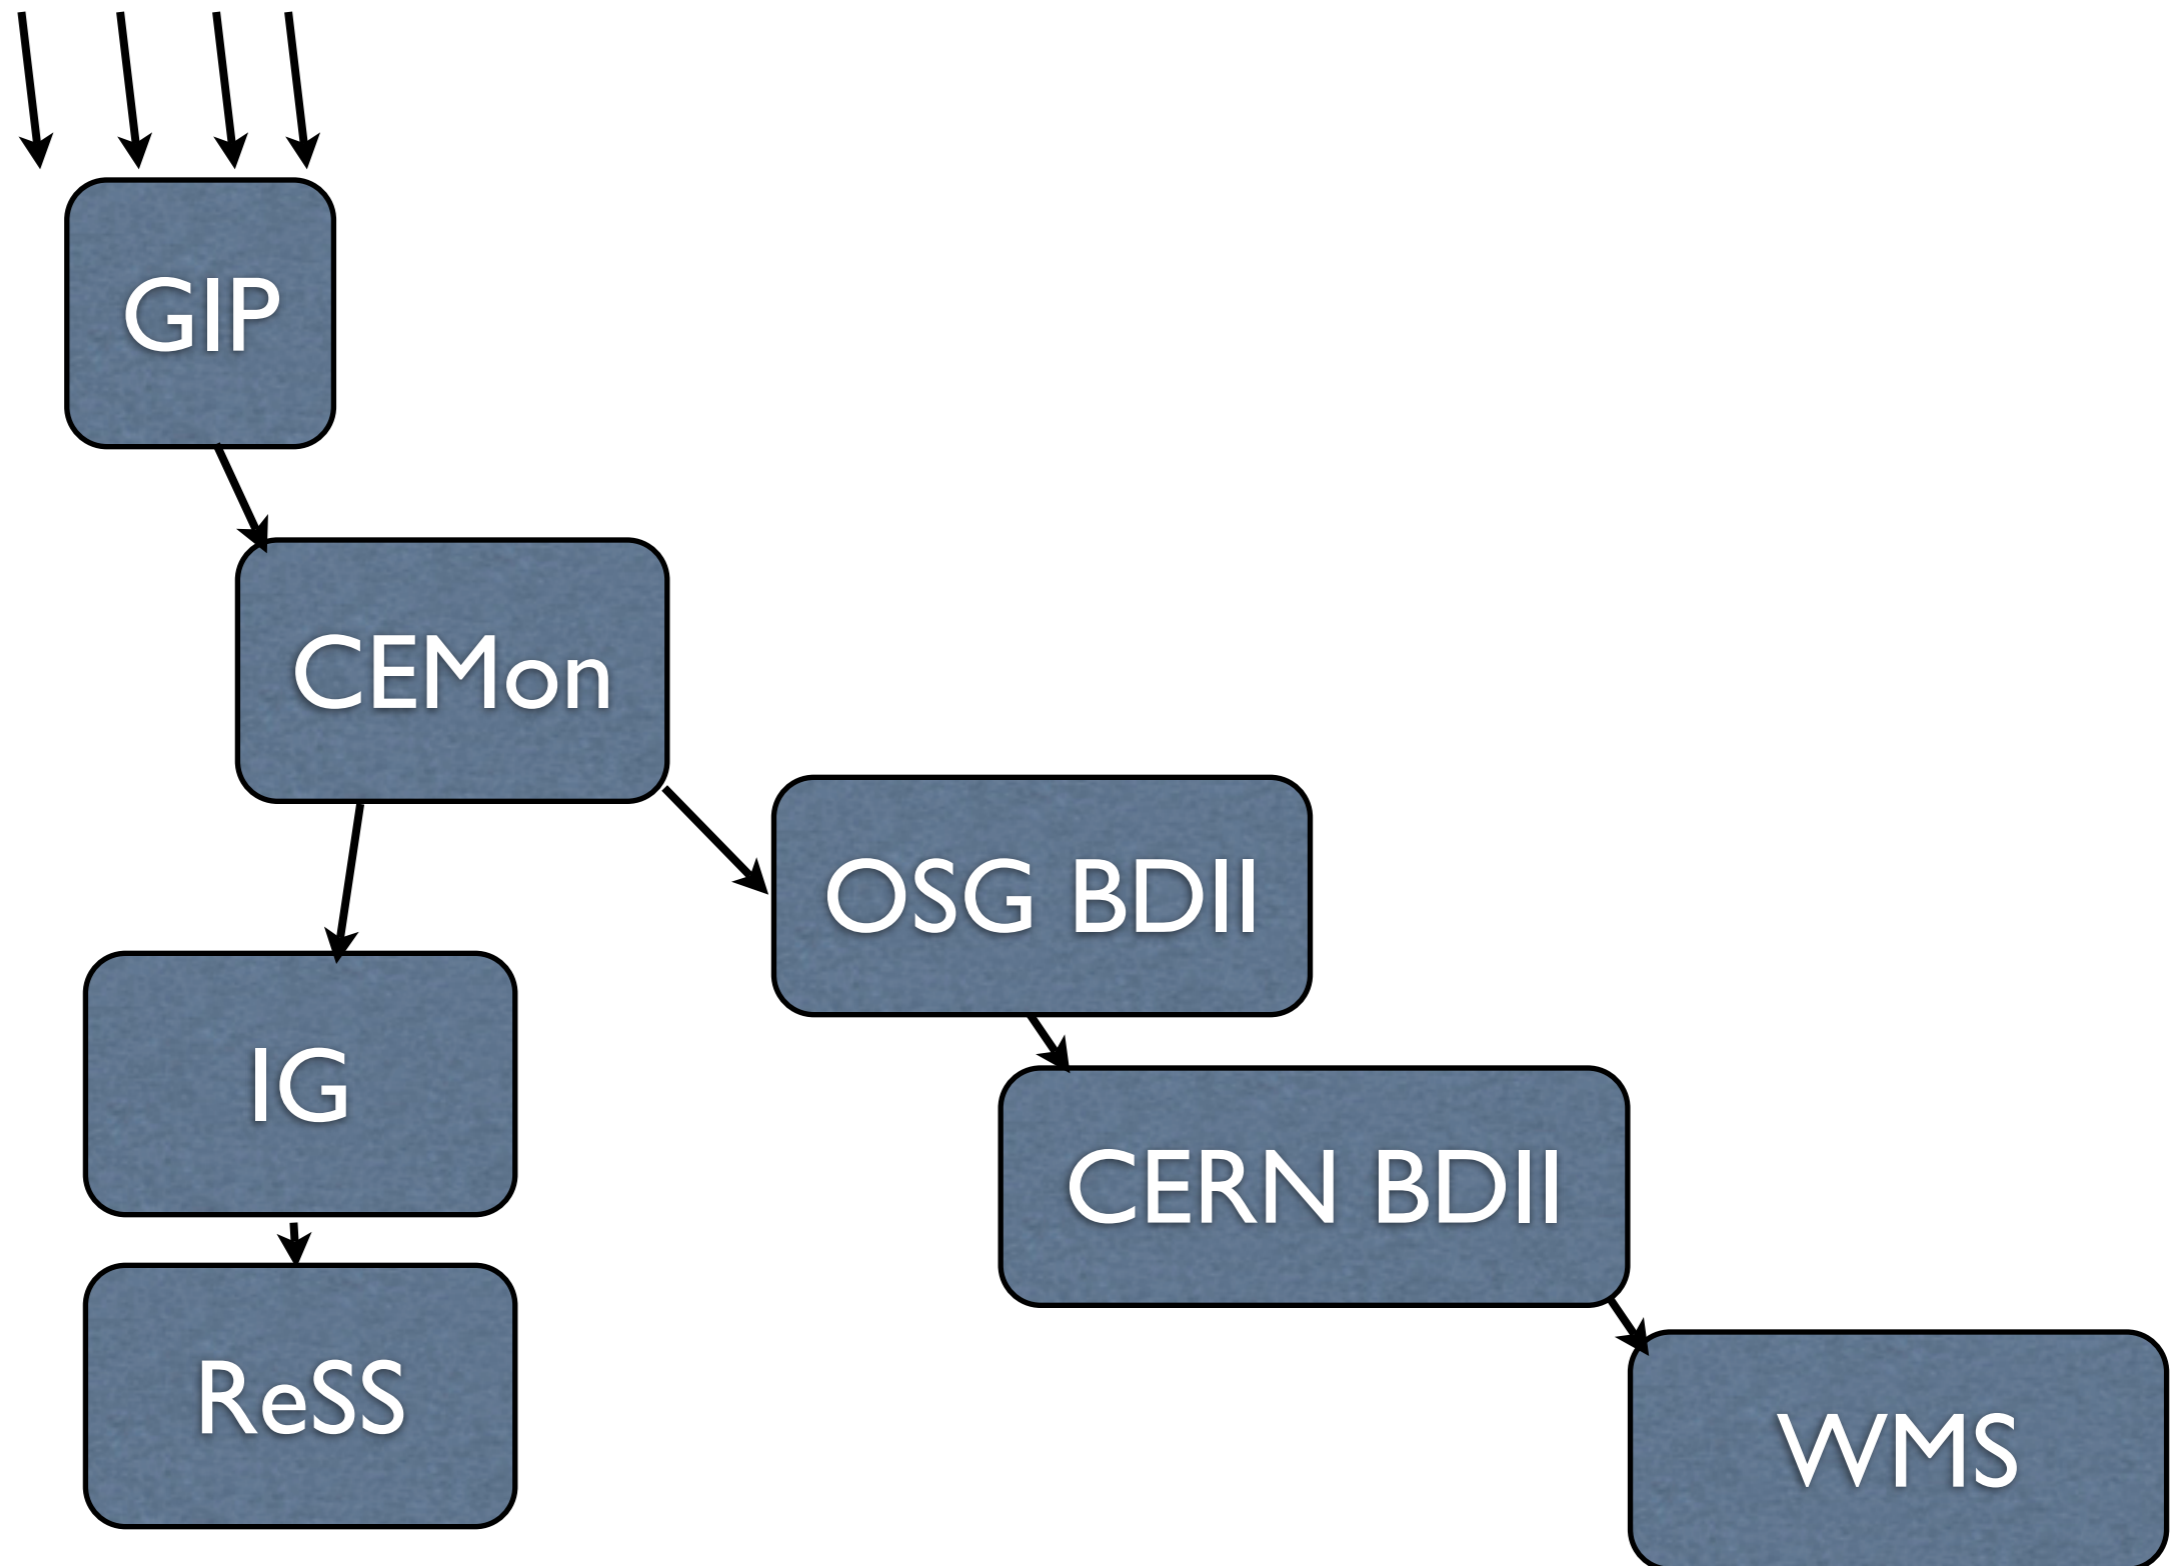 GIP
CEMon
OSG BDII
IG
CERN BDII
ReSS
WMS